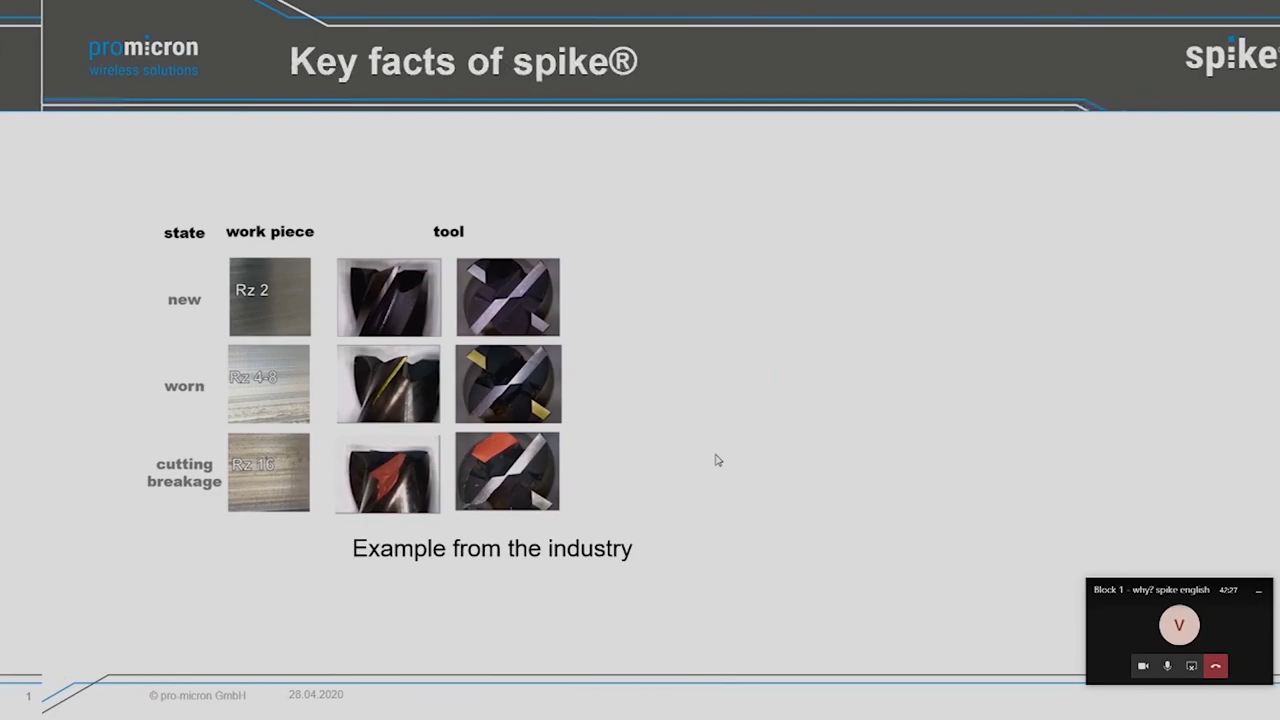 promicron
wireless solutions
Key facts of spike®
spike
state work piece tool
new
Rz 2
worn
Rz 4-8
cutting
breakage
Rz 16
Example from the industry
Block 1 - why? spike english 42:27
V
1 © pro-micron GmbH 28.04.2020